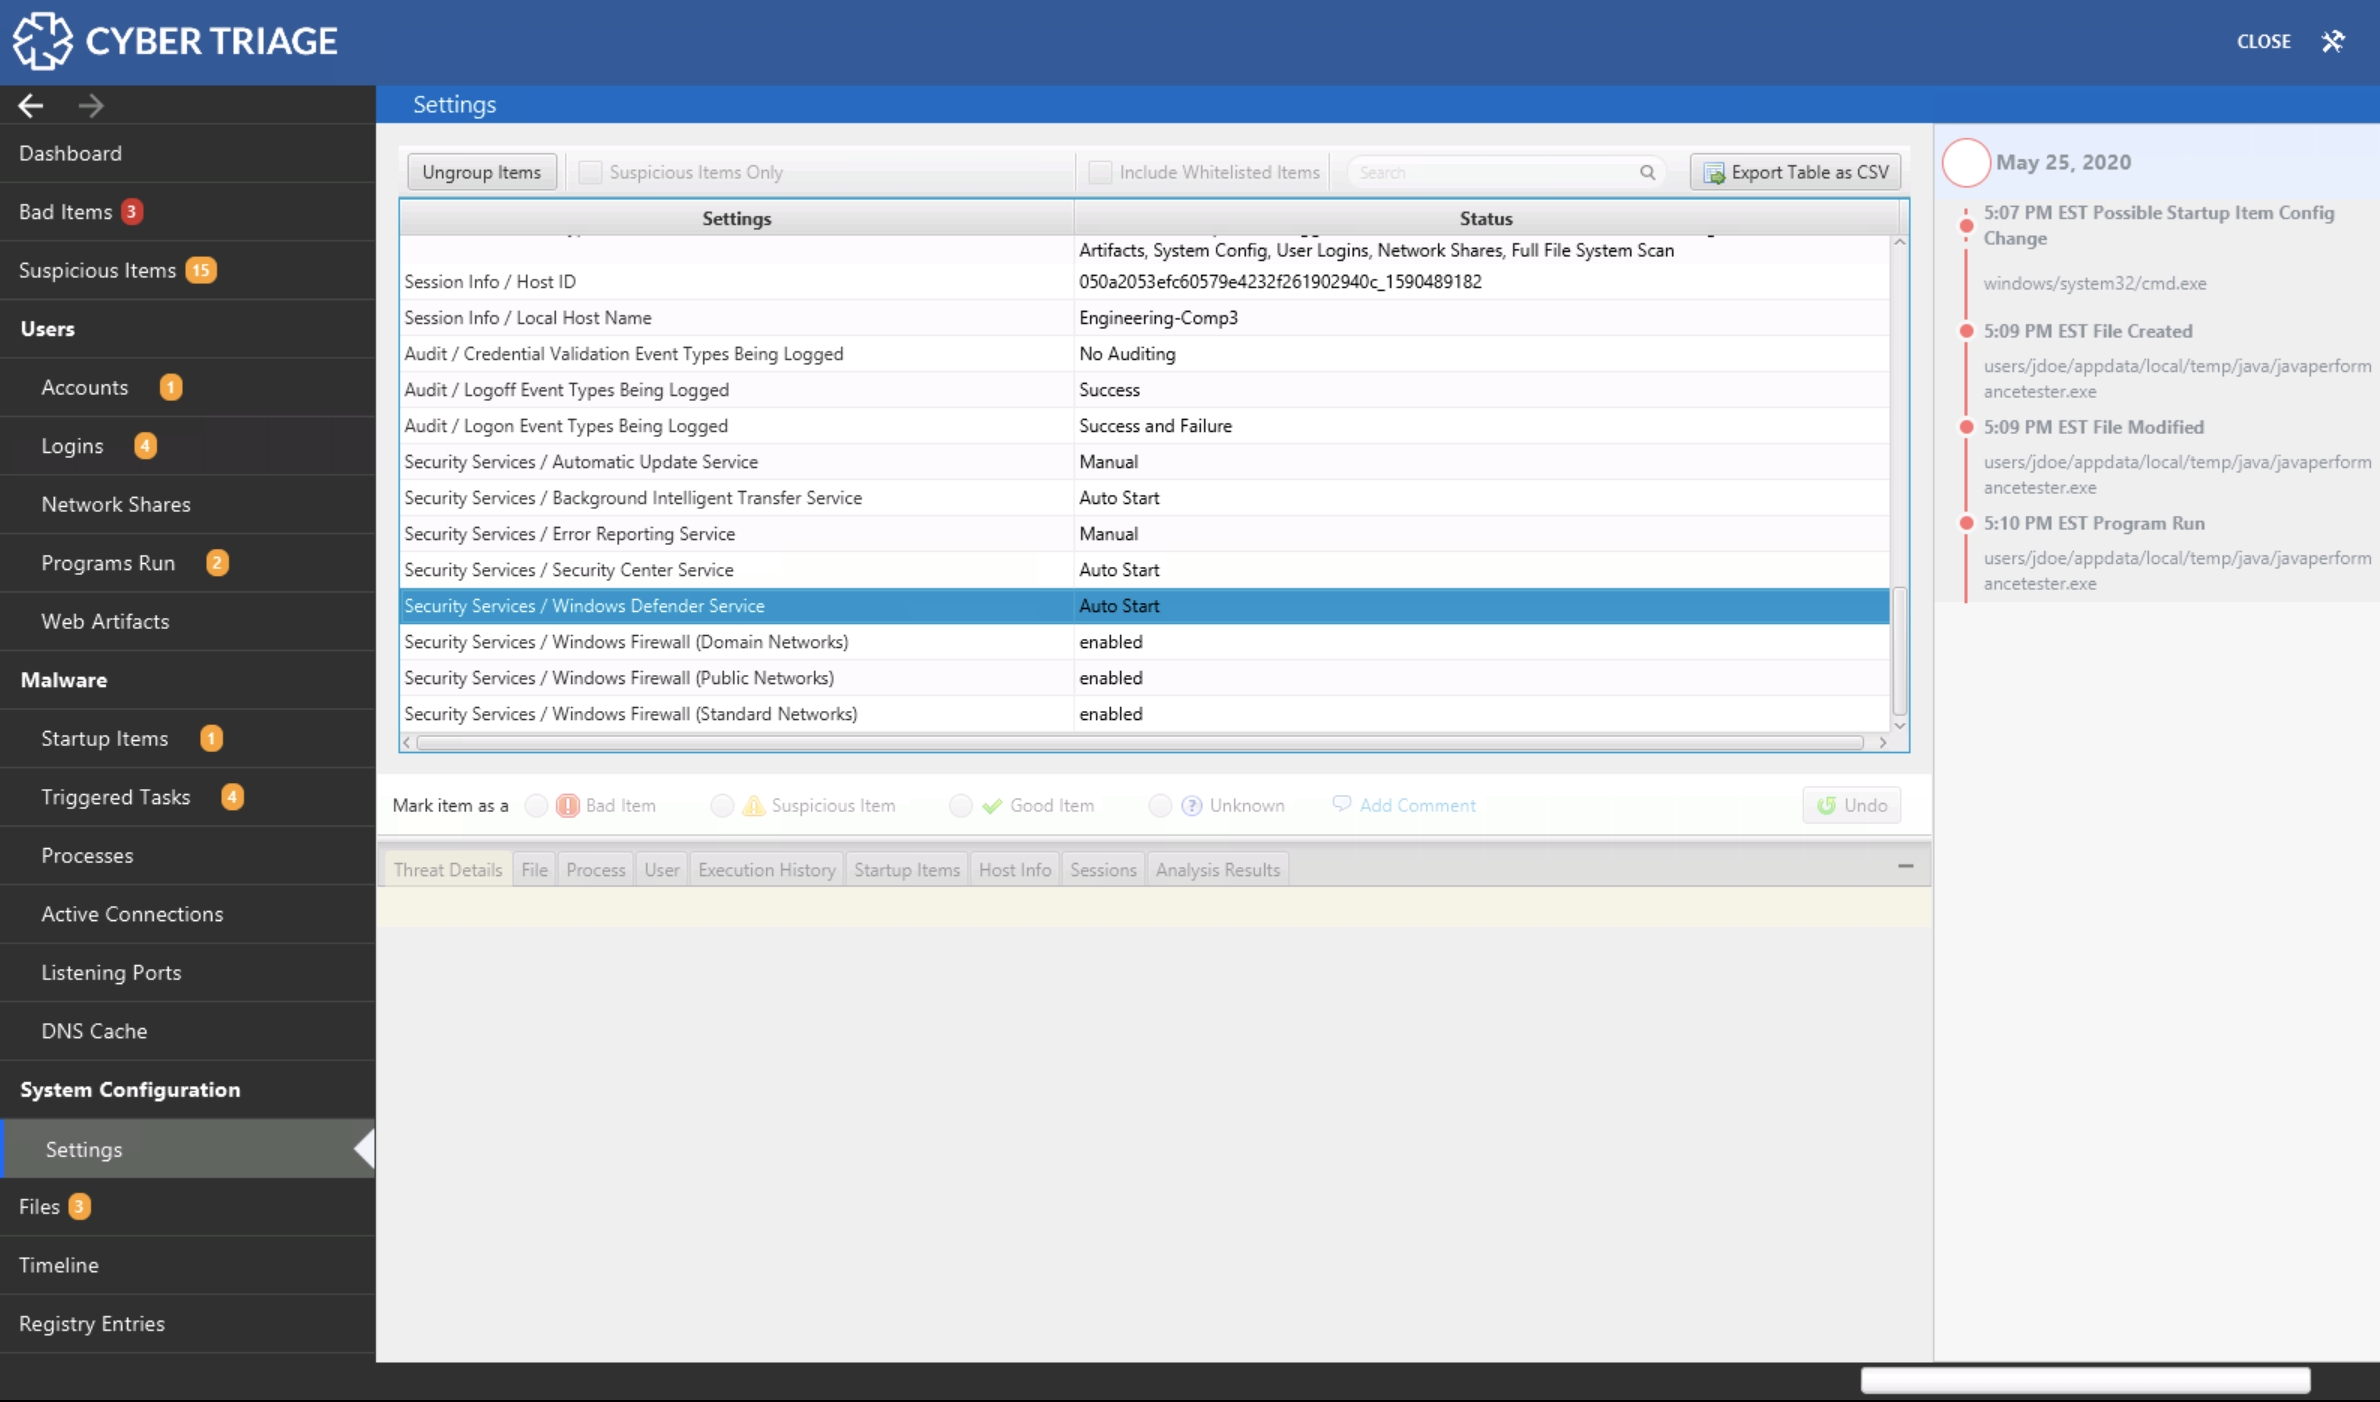 CYBER TRIAGE
CLOSE
Settings
Dashboard
Bad Items 3
Suspicious Items 15
Users
Accounts 1
Logins 4
Network Shares
Programs Run 2
Web Artifacts
Malware
Startup Items 1
Triggered Tasks 4
Processes
Active Connections
Listening Ports
DNS Cache
System Configuration
Settings
Files 3
Timeline
Registry Entries
Ungroup Items
Suspicious Items Only
Include Whitelisted Items
Search
Export Table as CSV
Settings Status
Artifacts, System Config, User Logins, Network Shares, Full File System Scan
Session Info / Host ID 050a2053efc60579e4232f261902940c_1590489182
Session Info / Local Host Name Engineering-Comp3
Audit / Credential Validation Event Types Being Logged No Auditing
Audit / Logoff Event Types Being Logged Success
Audit / Logon Event Types Being Logged Success and Failure
Security Services / Automatic Update Service Manual
Security Services / Background Intelligent Transfer Service Auto Start
Security Services / Error Reporting Service Manual
Security Services / Security Center Service Auto Start
Security Services / Windows Defender Service Auto Start
Security Services / Windows Firewall (Domain Networks) enabled
Security Services / Windows Firewall (Public Networks) enabled
Security Services / Windows Firewall (Standard Networks) enabled
Mark item as a Bad Item Suspicious Item Good Item Unknown Add Comment Undo
Threat Details File Process User Execution History Startup Items Host Info Sessions Analysis Results
May 25, 2020
5:07 PM EST Possible Startup Item Config
Change
windows/system32/cmd.exe
5:09 PM EST File Created
users/jdoe/appdata/local/temp/java/javaperform
ancetester.exe
5:09 PM EST File Modified
users/jdoe/appdata/local/temp/java/javaperform
ancetester.exe
5:10 PM EST Program Run
users/jdoe/appdata/local/temp/java/javaperform
ancetester.exe